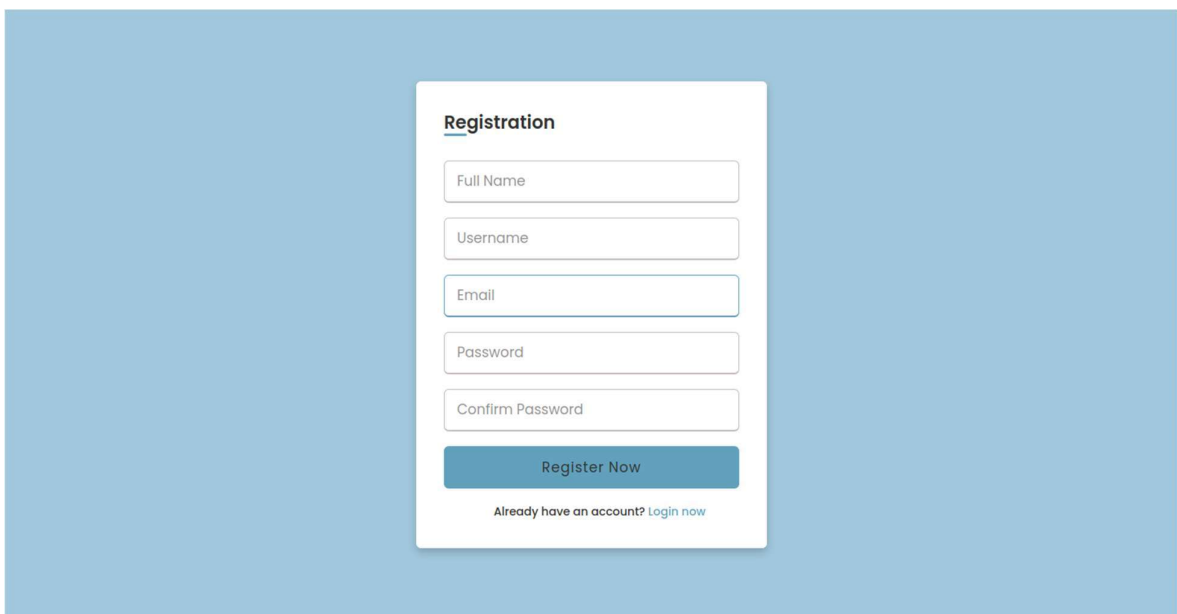 Registration
Full Name
Username
Email
Password
Confirm Password
Register Now
Already have an account? Login now